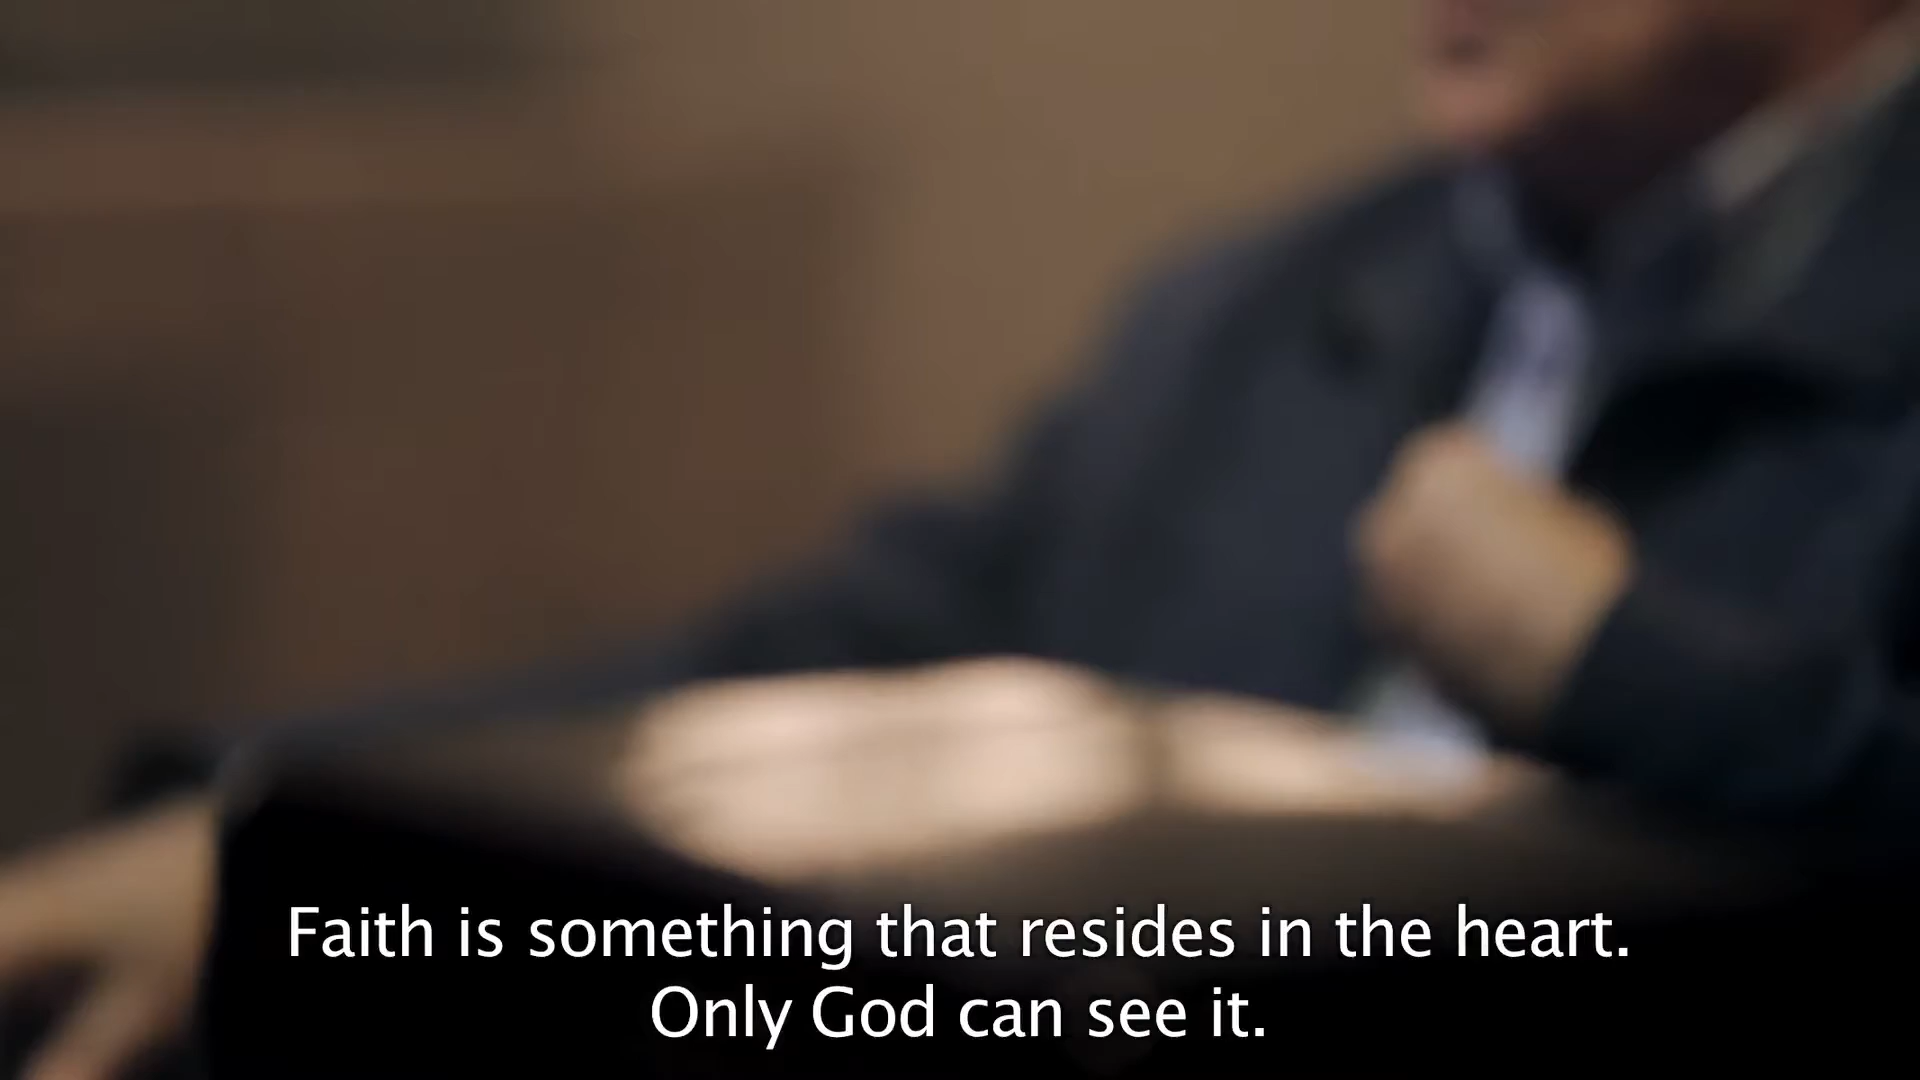 Faith is something that resides in the heart.
Only God can see it.